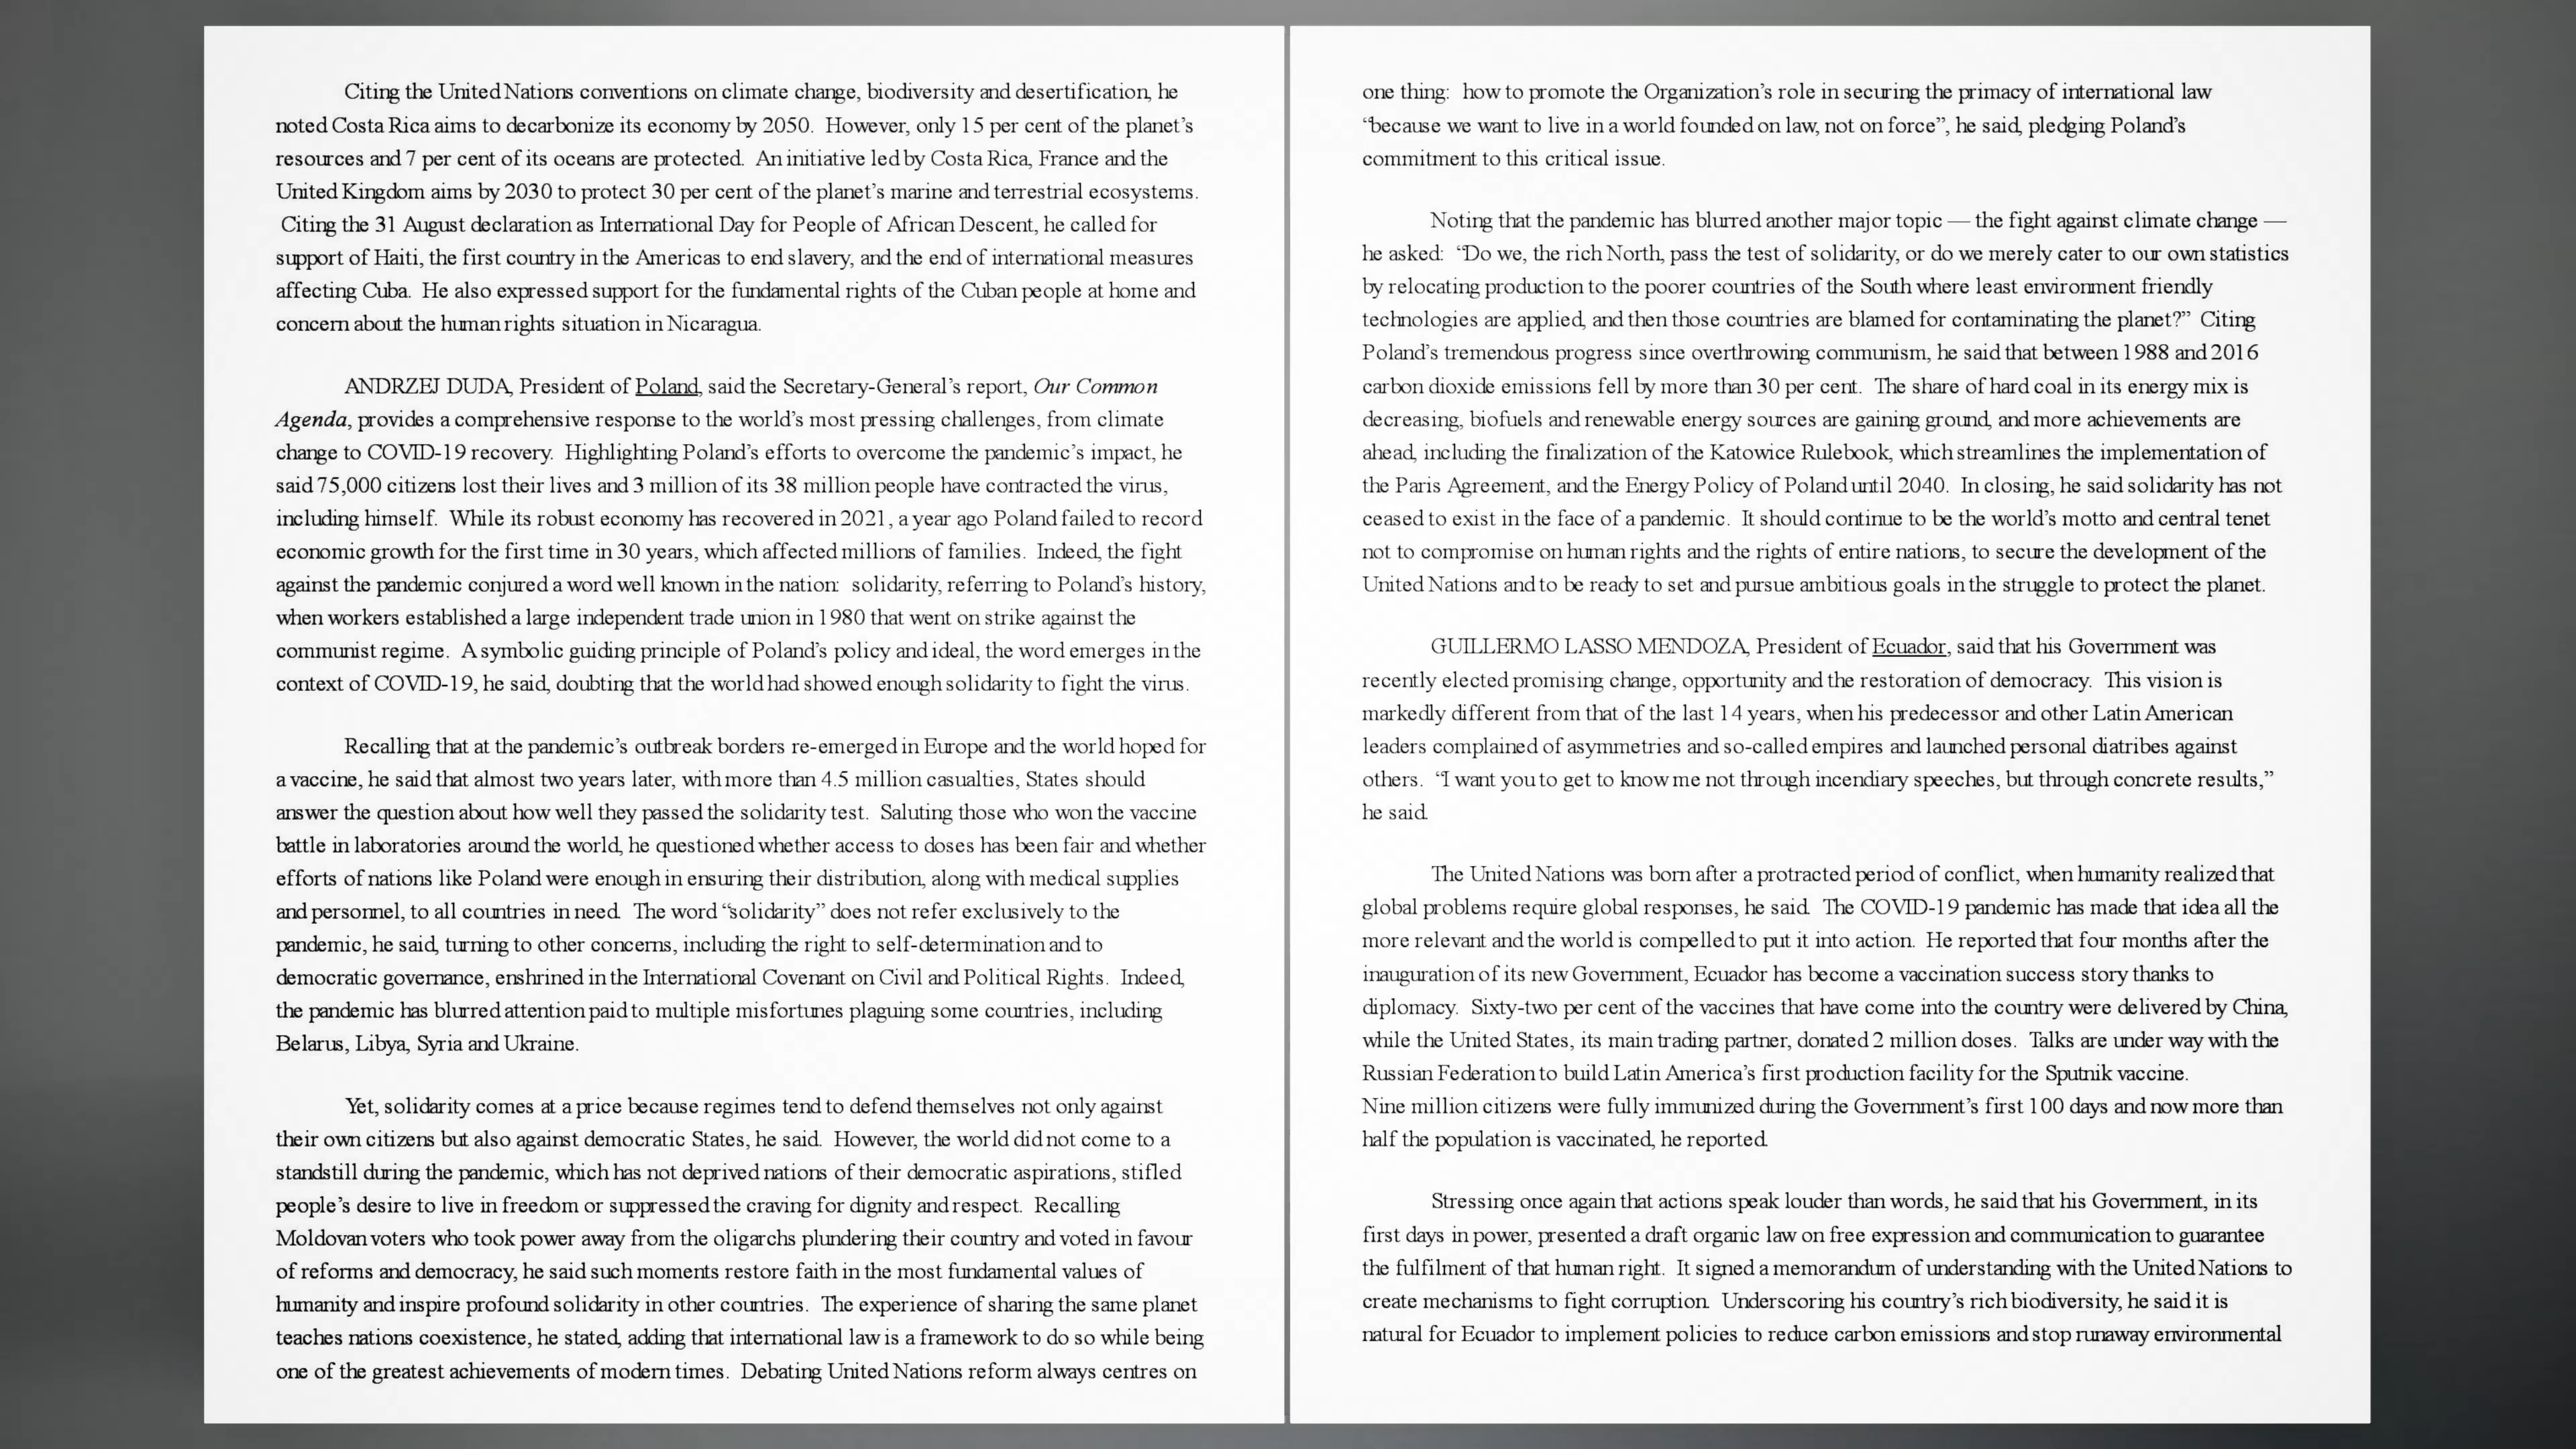 Citing the United Nations conventions on climate change, biodiversity and desertification, he
noted Costa Rica aims to decarbonize its economy by 2050. However, only 15 per cent of the planet’s
resources and 7 per cent of its oceans are protected. An initiative led by Costa Rica, France and the
United Kingdom aims by 2030 to protect 30 per cent of the planet’s marine and terrestrial ecosystems.
Citing the 31 August declaration as International Day for People of African Descent, he called for
support of Haiti, the first country in the Americas to end slavery, and the end of international measures
affecting Cuba. He also expressed support for the fundamental rights of the Cuban people at home and
concern about the human rights situation in Nicaragua.
ANDRZEJ DUDA, President of Poland, said the Secretary-General’s report, Our Common
Agenda, provides a comprehensive response to the world’s most pressing challenges, from climate
change to COVID-19 recovery. Highlighting Poland’s efforts to overcome the pandemic’s impact, he
said 75,000 citizens lost their lives and 3 million of its 38 million people have contracted the virus,
including himself. While its robust economy has recovered in 2021, a year ago Poland failed to record
economic growth for the first time in 30 years, which affected millions of families. Indeed, the fight
against the pandemic conjured a word well known in the nation: solidarity, referring to Poland’s history,
when workers established a large independent trade union in 1980 that went on strike against the
communist regime. A symbolic guiding principle of Poland’s policy and ideal, the word emerges in the
context of COVID-19, he said, doubting that the world had showed enough solidarity to fight the virus.
Recalling that at the pandemic’s outbreak borders re-emerged in Europe and the world hoped for
a vaccine, he said that almost two years later, with more than 4.5 million casualties, States should
answer the question about how well they passed the solidarity test. Saluting those who won the vaccine
battle in laboratories around the world, he questioned whether access to doses has been fair and whether
efforts of nations like Poland were enough in ensuring their distribution, along with medical supplies
and personnel, to all countries in need. The word “solidarity” does not refer exclusively to the
pandemic, he said, turning to other concerns, including the right to self-determination and to
democratic governance, enshrined in the International Covenant on Civil and Political Rights. Indeed,
the pandemic has blurred attention paid to multiple misfortunes plaguing some countries, including
Belarus, Libya, Syria and Ukraine.
Yet, solidarity comes at a price because regimes tend to defend themselves not only against
their own citizens but also against democratic States, he said. However, the world did not come to a
standstill during the pandemic, which has not deprived nations of their democratic aspirations, stifled
people’s desire to live in freedom or suppressed the craving for dignity and respect. Recalling
Moldovan voters who took power away from the oligarchs plundering their country and voted in favour
of reforms and democracy, he said such moments restore faith in the most fundamental values of
humanity and inspire profound solidarity in other countries. The experience of sharing the same planet
teaches nations coexistence, he stated, adding that international law is a framework to do so while being
one of the greatest achievements of modern times. Debating United Nations reform always centres on
one thing: how to promote the Organization’s role in securing the primacy of international law
“because we want to live in a world founded on law, not on force”, he said, pledging Poland’s
commitment to this critical issue.
Noting that the pandemic has blurred another major topic — the fight against climate change —
he asked: “Do we, the rich North, pass the test of solidarity, or do we merely cater to our own statistics
by relocating production to the poorer countries of the South where least environment friendly
technologies are applied, and then those countries are blamed for contaminating the planet?” Citing
Poland’s tremendous progress since overthrowing communism, he said that between 1988 and 2016
carbon dioxide emissions fell by more than 30 per cent. The share of hard coal in its energy mix is
decreasing, biofuels and renewable energy sources are gaining ground, and more achievements are
ahead, including the finalization of the Katowice Rulebook, which streamlines the implementation of
the Paris Agreement, and the Energy Policy of Poland until 2040. In closing, he said solidarity has not
ceased to exist in the face of a pandemic. It should continue to be the world’s motto and central tenet
not to compromise on human rights and the rights of entire nations, to secure the development of the
United Nations and to be ready to set and pursue ambitious goals in the struggle to protect the planet.
GUILLERMO LASSO MENDOZA, President of Ecuador, said that his Government was
recently elected promising change, opportunity and the restoration of democracy. This vision is
markedly different from that of the last 14 years, when his predecessor and other Latin American
leaders complained of asymmetries and so-called empires and launched personal diatribes against
others. “I want you to get to know me not through incendiary speeches, but through concrete results,”
he said.
The United Nations was born after a protracted period of conflict, when humanity realized that
global problems require global responses, he said. The COVID-19 pandemic has made that idea all the
more relevant and the world is compelled to put it into action. He reported that four months after the
inauguration of its new Government, Ecuador has become a vaccination success story thanks to
diplomacy. Sixty-two per cent of the vaccines that have come into the country were delivered by China,
while the United States, its main trading partner, donated 2 million doses. Talks are under way with the
Russian Federation to build Latin America’s first production facility for the Sputnik vaccine.
Nine million citizens were fully immunized during the Government’s first 100 days and now more than
half the population is vaccinated, he reported.
Stressing once again that actions speak louder than words, he said that his Government, in its
first days in power, presented a draft organic law on free expression and communication to guarantee
the fulfilment of that human right. It signed a memorandum of understanding with the United Nations to
create mechanisms to fight corruption. Underscoring his country’s rich biodiversity, he said it is
natural for Ecuador to implement policies to reduce carbon emissions and stop runaway environmental